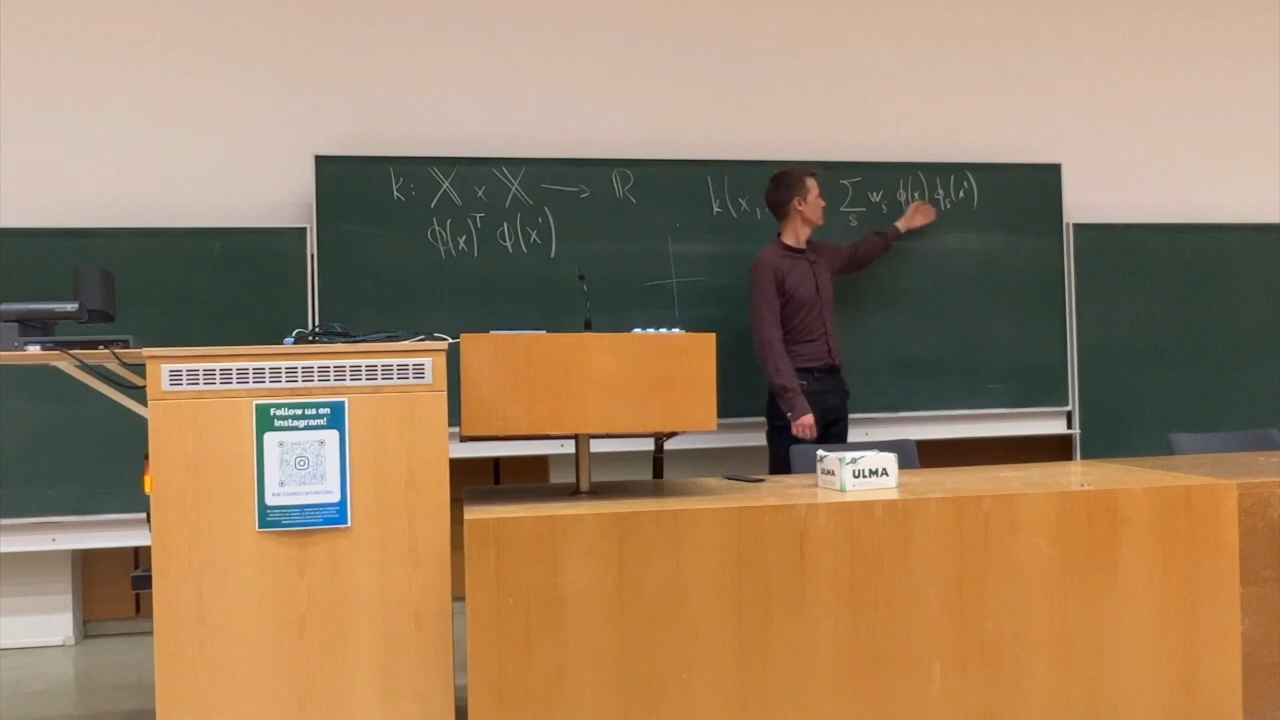 k: 𝕏 × 𝕏 → ℝ
ϕ(x)ᵀ ϕ(x')
k(x,
∑ₛ wₛ ϕ(x) ϕₛ(x')
Follow us on
Instagram!
ULMA
ULMA